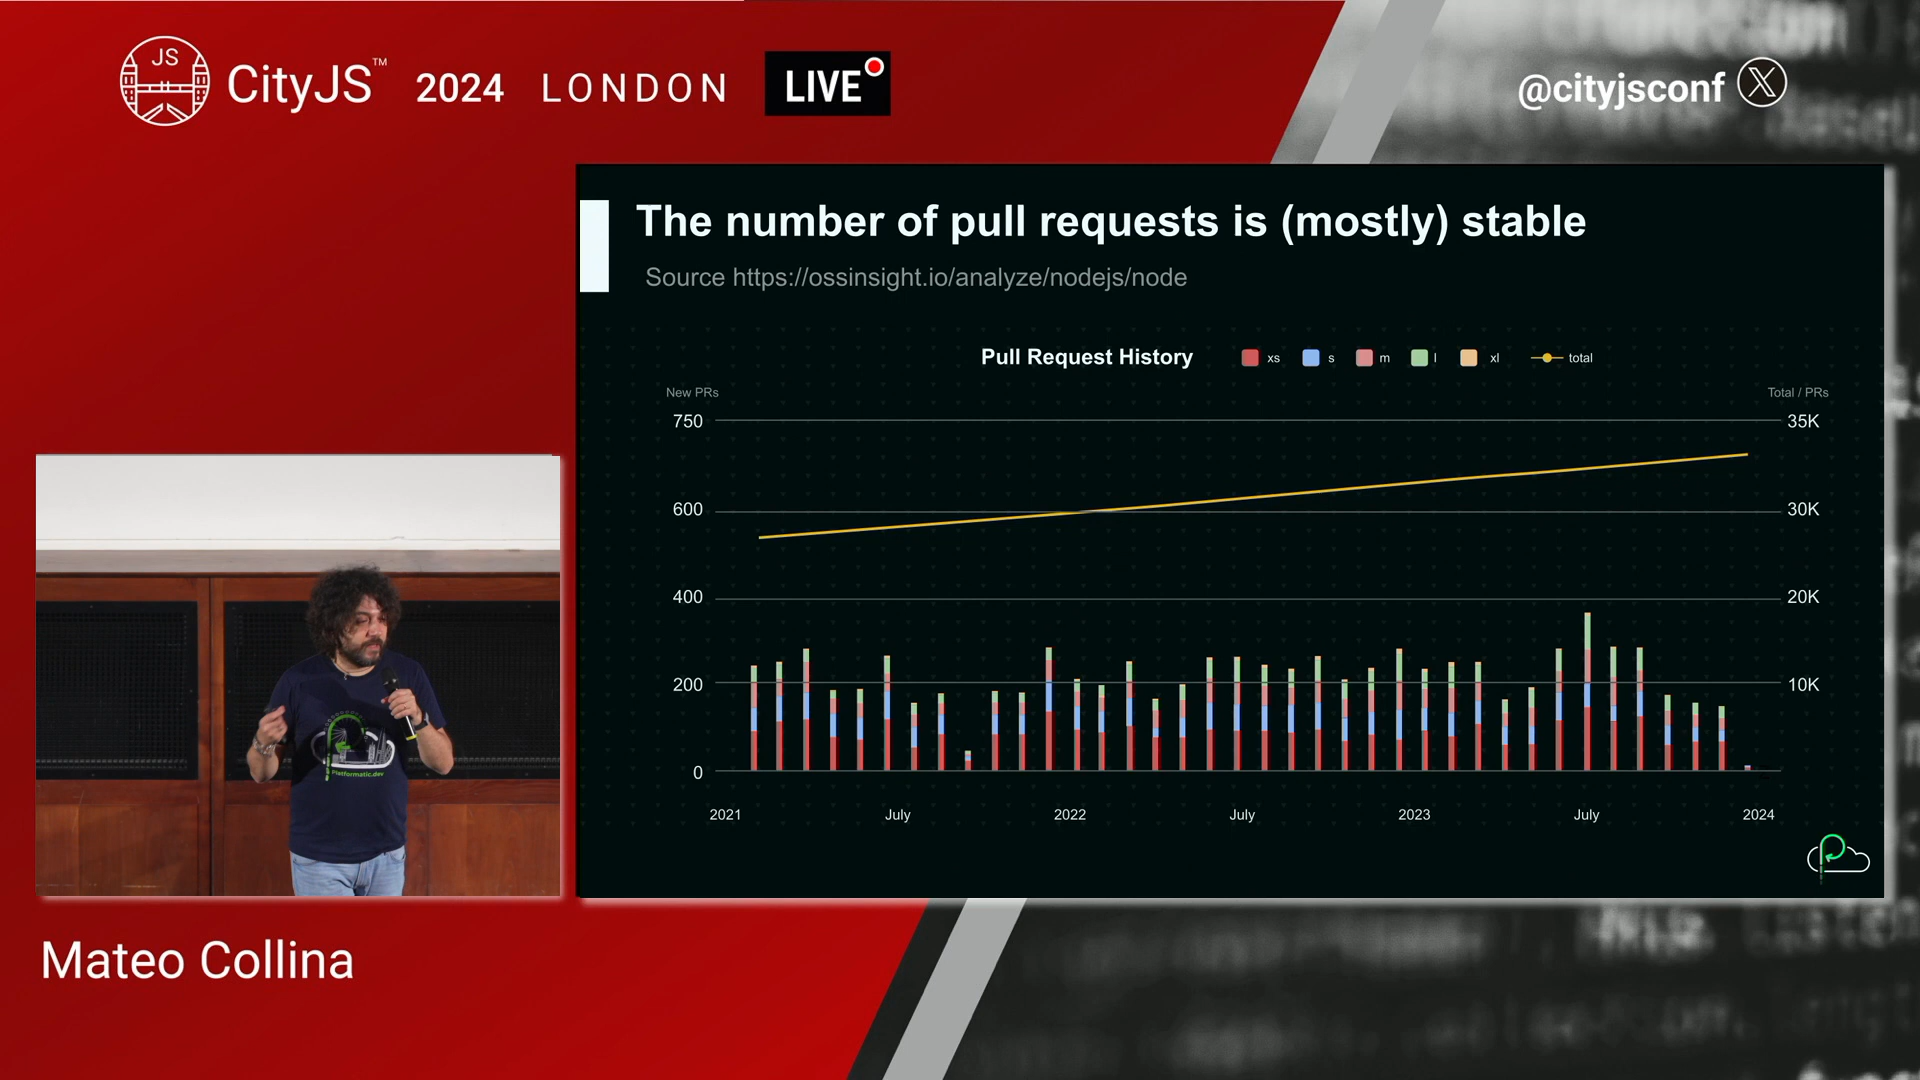 JS
CityJS™ 2024 LONDON LIVE
@cityjsconf X
The number of pull requests is (mostly) stable
Source https://ossinsight.io/analyze/nodejs/node
Pull Request History xs s m l xl total
New PRs Total / PRs
750 35K
600 30K
400 20K
200 10K
0
2021 July 2022 July 2023 July 2024
Platformatic.dev
Mateo Collina